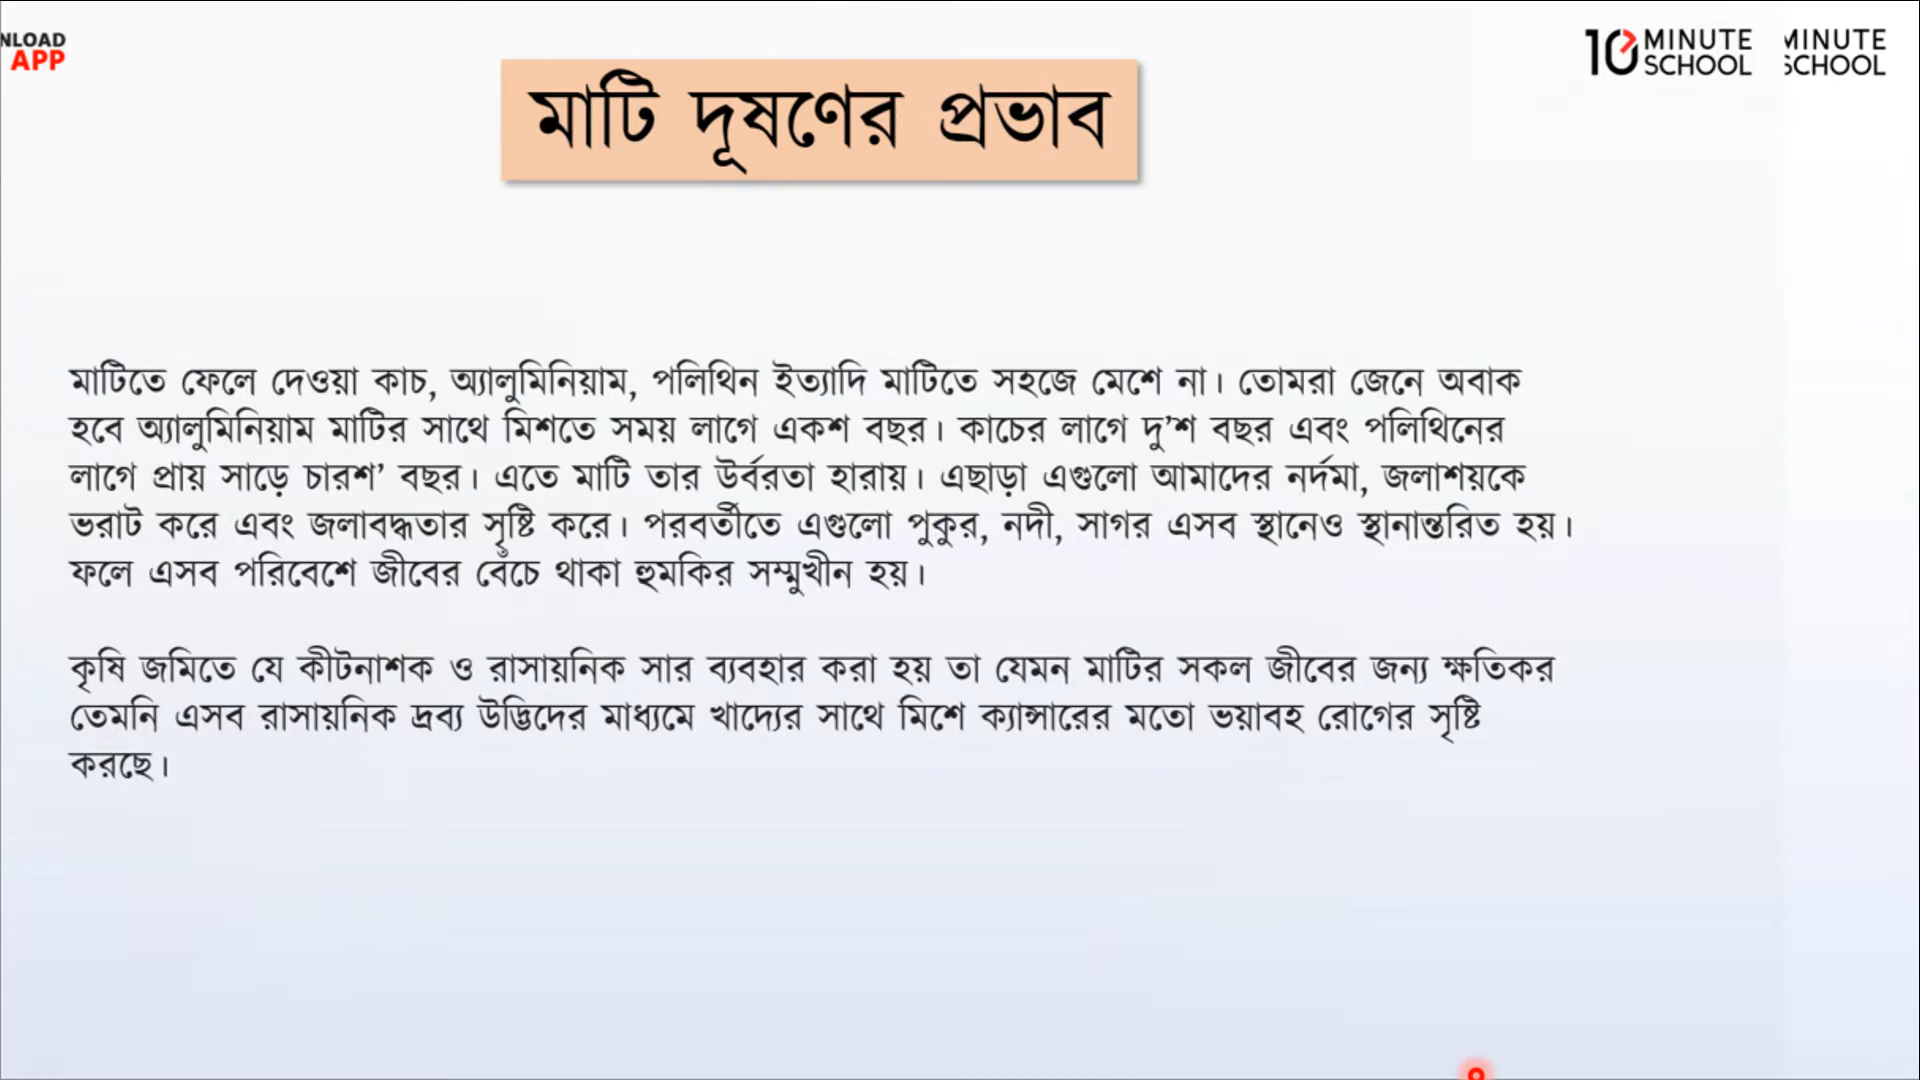 NLOAD
APP
10 MINUTE SCHOOL
MINUTE SCHOOL
মাটি দূষণের প্রভাব
মাটিতে ফেলে দেওয়া কাচ, অ্যালুমিনিয়াম, পলিথিন ইত্যাদি মাটিতে সহজে মেশে না। তোমরা জেনে অবাক
হবে অ্যালুমিনিয়াম মাটির সাথে মিশতে সময় লাগে একশ বছর। কাচের লাগে দু’শ বছর এবং পলিথিনের
লাগে প্রায় সাড়ে চারশ’ বছর। এতে মাটি তার উর্বরতা হারায়। এছাড়া এগুলো আমাদের নর্দমা, জলাশয়কে
ভরাট করে এবং জলাবদ্ধতার সৃষ্টি করে। পরবর্তীতে এগুলো পুকুর, নদী, সাগর এসব স্থানেও স্থানান্তরিত হয়।
ফলে এসব পরিবেশে জীবের বেঁচে থাকা হুমকির সম্মুখীন হয়।
কৃষি জমিতে যে কীটনাশক ও রাসায়নিক সার ব্যবহার করা হয় তা যেমন মাটির সকল জীবের জন্য ক্ষতিকর
তেমনি এসব রাসায়নিক দ্রব্য উদ্ভিদের মাধ্যমে খাদ্যের সাথে মিশে ক্যান্সারের মতো ভয়াবহ রোগের সৃষ্টি
করছে।